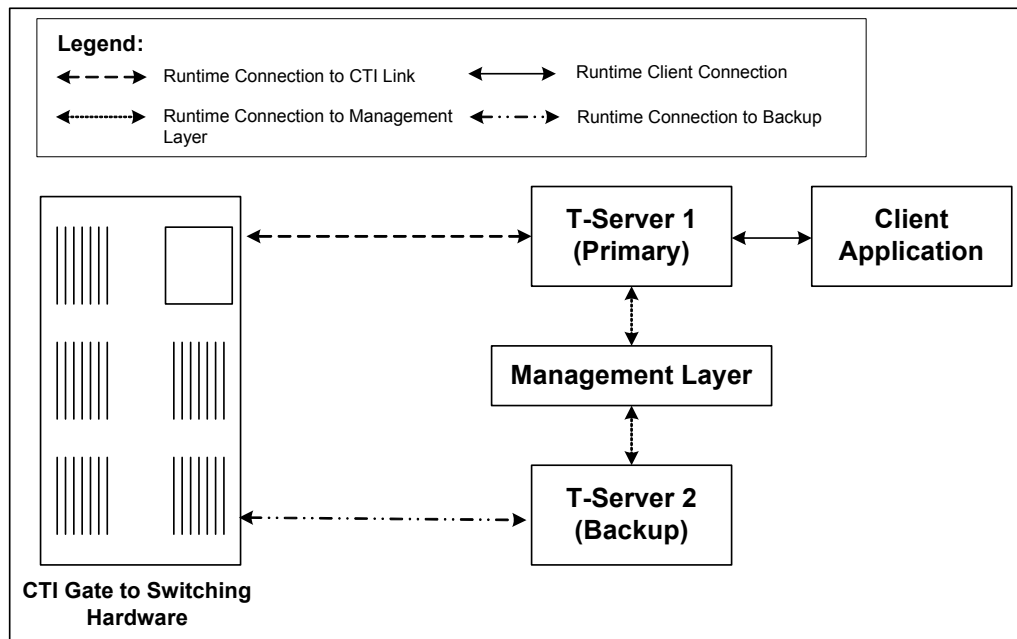 Legend:
Runtime Connection to CTI Link
Runtime Client Connection
Runtime Connection to Management
Layer
Runtime Connection to Backup
T-Server 1
(Primary)
Client
Application
Management Layer
T-Server 2
(Backup)
CTI Gate to Switching
Hardware